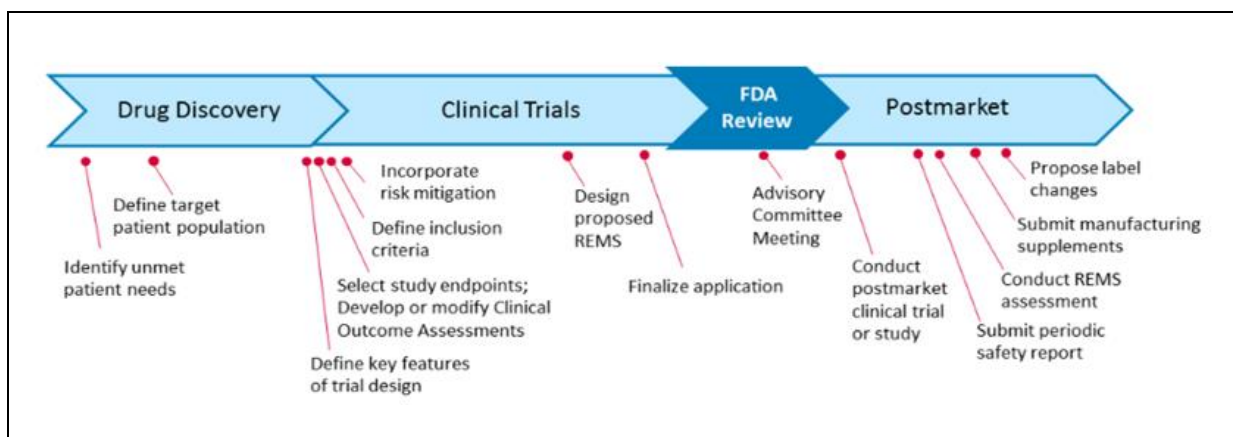 Drug Discovery
Clinical Trials
FDA
Review
Postmarket
Identify unmet
patient needs
Define target
patient population
Define key features
of trial design
Select study endpoints;
Develop or modify Clinical
Outcome Assessments
Define inclusion
criteria
Incorporate
risk mitigation
Design
proposed
REMS
Finalize application
Advisory
Committee
Meeting
Conduct
postmarket
clinical trial
or study
Submit periodic
safety report
Conduct REMS
assessment
Submit manufacturing
supplements
Propose label
changes